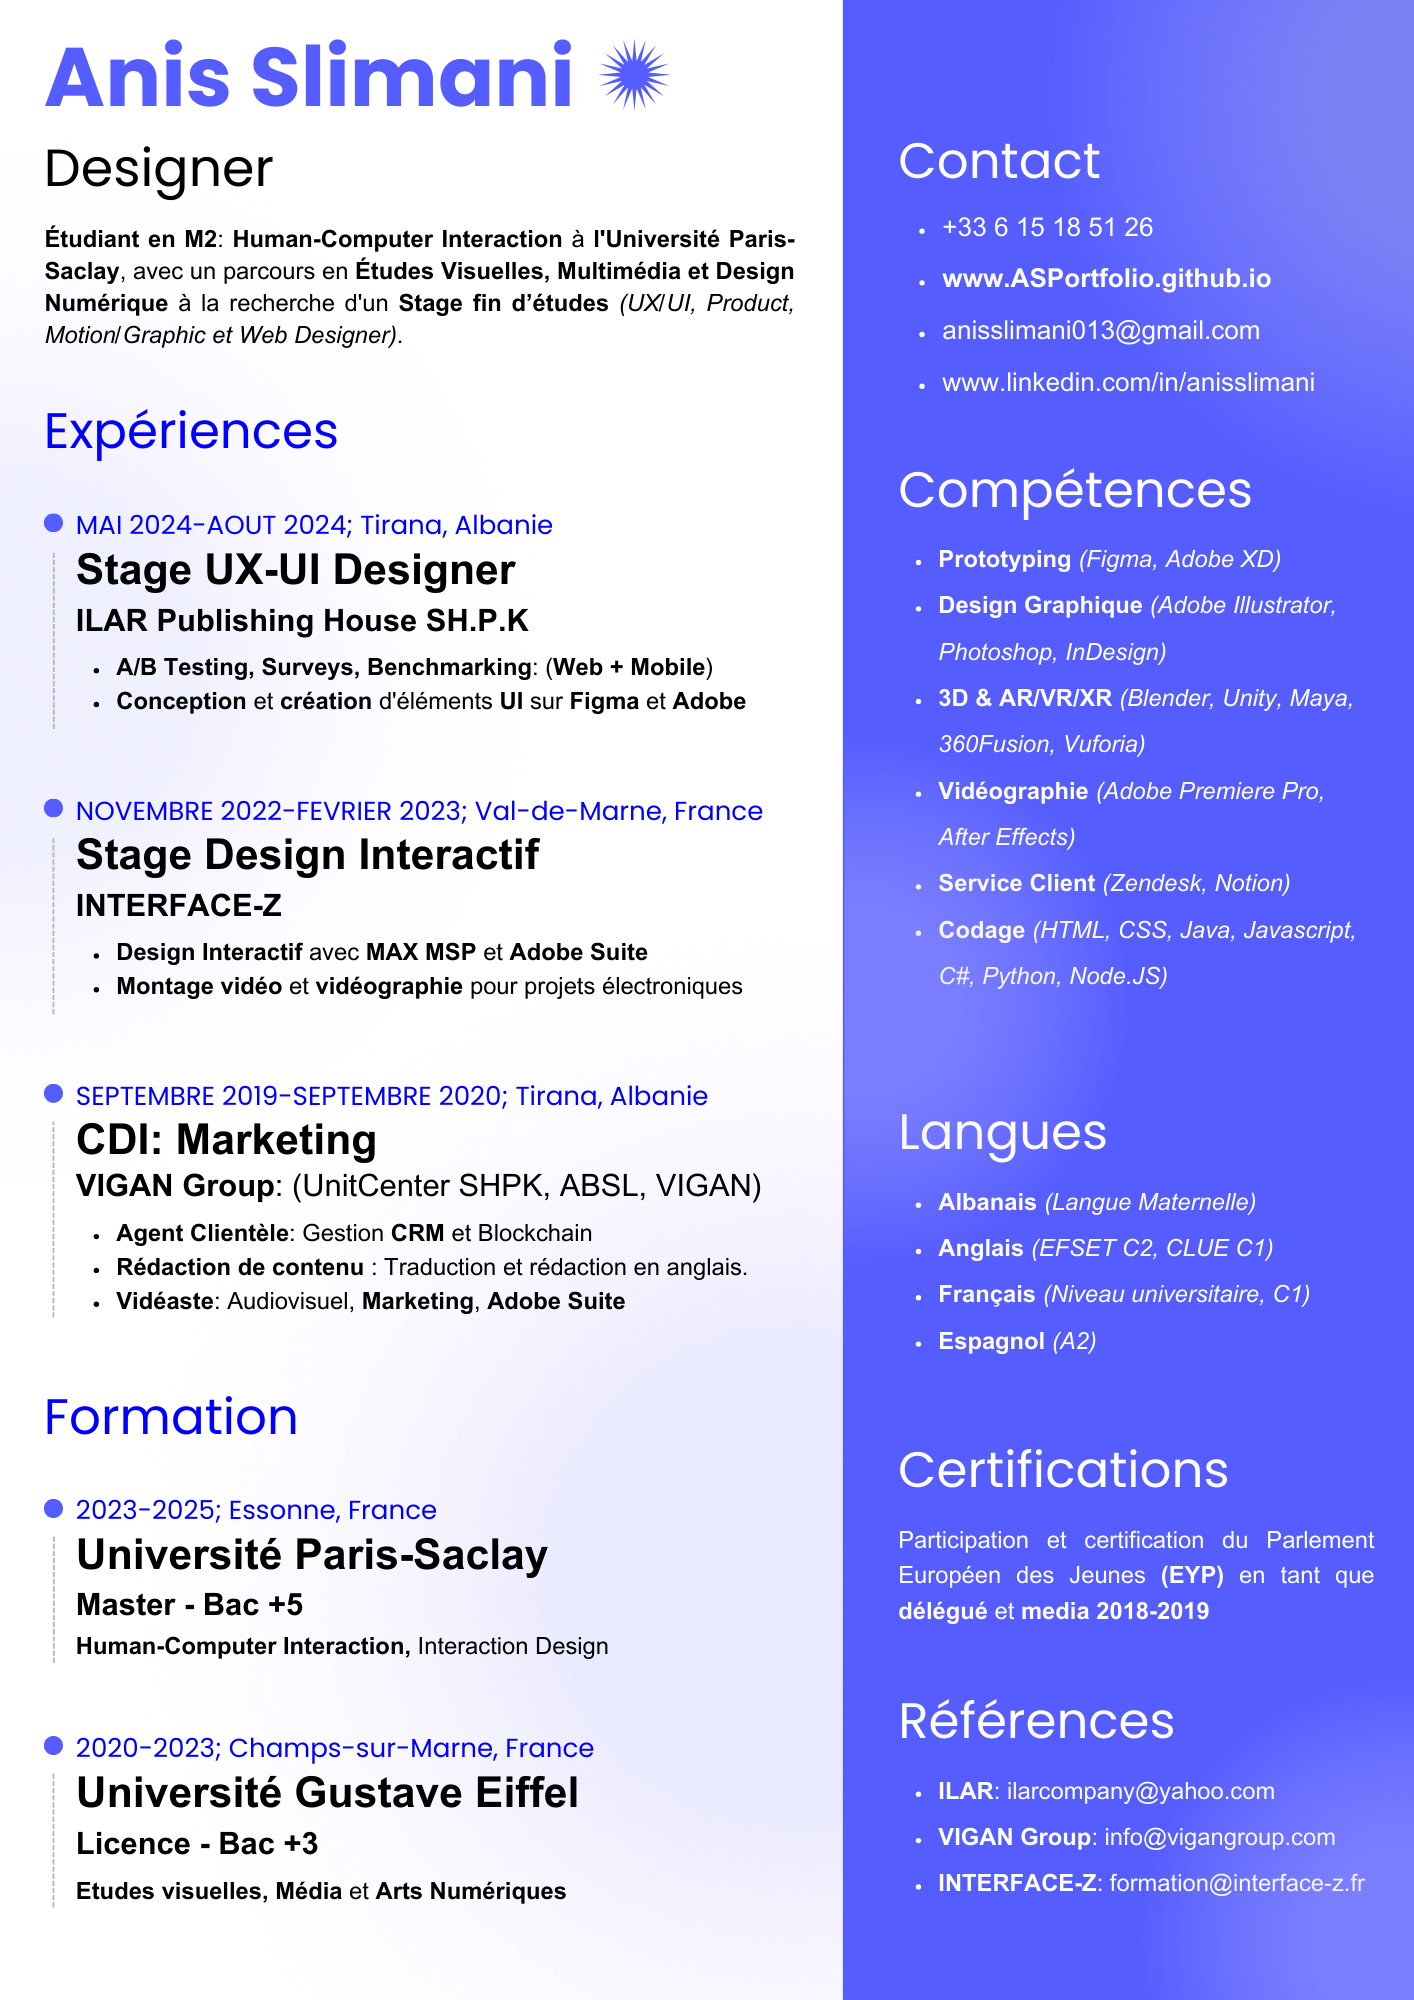 Anis Slimani
Designer
Étudiant en M2: Human-Computer Interaction à l'Université Paris-
Saclay, avec un parcours en Études Visuelles, Multimédia et Design
Numérique à la recherche d'un Stage fin d’études (UX/UI, Product,
Motion/Graphic et Web Designer).
Expériences
MAI 2024-AOUT 2024; Tirana, Albanie
Stage UX-UI Designer
ILAR Publishing House SH.P.K
• A/B Testing, Surveys, Benchmarking: (Web + Mobile)
• Conception et création d'éléments UI sur Figma et Adobe
NOVEMBRE 2022-FEVRIER 2023; Val-de-Marne, France
Stage Design Interactif
INTERFACE-Z
• Design Interactif avec MAX MSP et Adobe Suite
• Montage vidéo et vidéographie pour projets électroniques
SEPTEMBRE 2019-SEPTEMBRE 2020; Tirana, Albanie
CDI: Marketing
VIGAN Group: (UnitCenter SHPK, ABSL, VIGAN)
• Agent Clientèle: Gestion CRM et Blockchain
• Rédaction de contenu : Traduction et rédaction en anglais.
• Vidéaste: Audiovisuel, Marketing, Adobe Suite
Formation
2023-2025; Essonne, France
Université Paris-Saclay
Master - Bac +5
Human-Computer Interaction, Interaction Design
2020-2023; Champs-sur-Marne, France
Université Gustave Eiffel
Licence - Bac +3
Etudes visuelles, Média et Arts Numériques
Contact
• +33 6 15 18 51 26
• www.ASPortfolio.github.io
• anisslimani013@gmail.com
• www.linkedin.com/in/anisslimani
Compétences
• Prototyping (Figma, Adobe XD)
• Design Graphique (Adobe Illustrator,
Photoshop, InDesign)
• 3D & AR/VR/XR (Blender, Unity, Maya,
360Fusion, Vuforia)
• Vidéographie (Adobe Premiere Pro,
After Effects)
• Service Client (Zendesk, Notion)
• Codage (HTML, CSS, Java, Javascript,
C#, Python, Node.JS)
Langues
• Albanais (Langue Maternelle)
• Anglais (EFSET C2, CLUE C1)
• Français (Niveau universitaire, C1)
• Espagnol (A2)
Certifications
Participation et certification du Parlement
Européen des Jeunes (EYP) en tant que
délégué et media 2018-2019
Références
• ILAR: ilarcompany@yahoo.com
• VIGAN Group: info@vigangroup.com
• INTERFACE-Z: formation@interface-z.fr